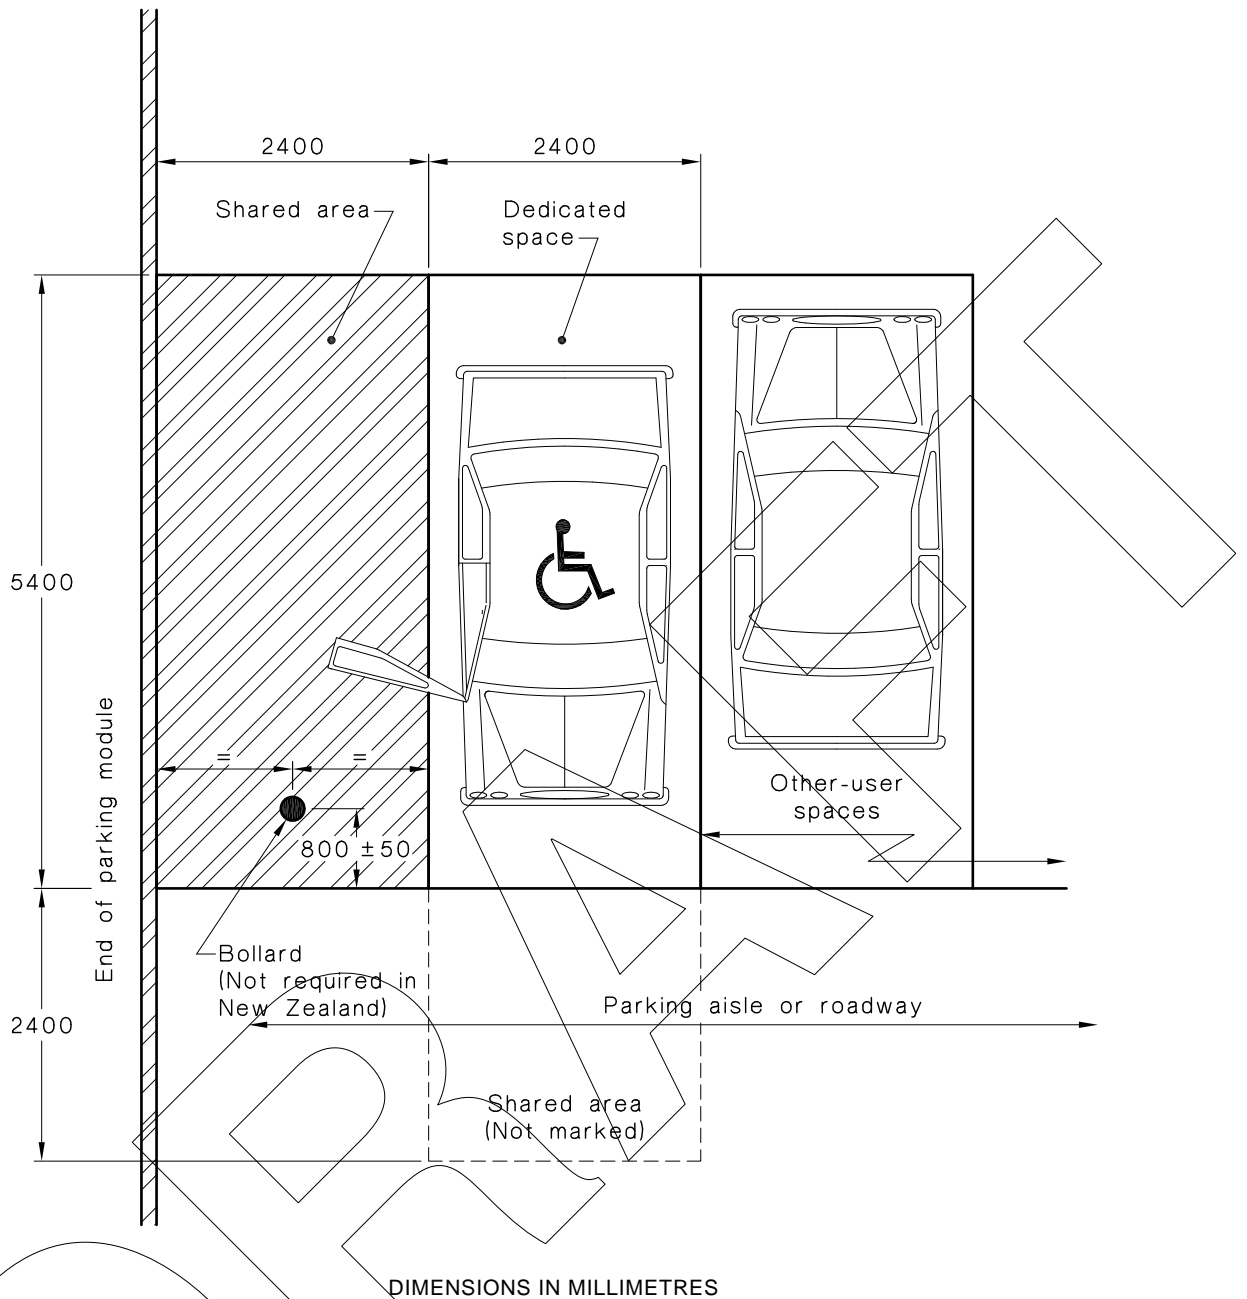 2400
2400
Shared area
Dedicated
space
5400
End of parking module
=
=
800 ±50
Other-user
spaces
Bollard
(Not required in
New Zealand)
Parking aisle or roadway
2400
Shared area
(Not marked)
DIMENSIONS IN MILLIMETRES